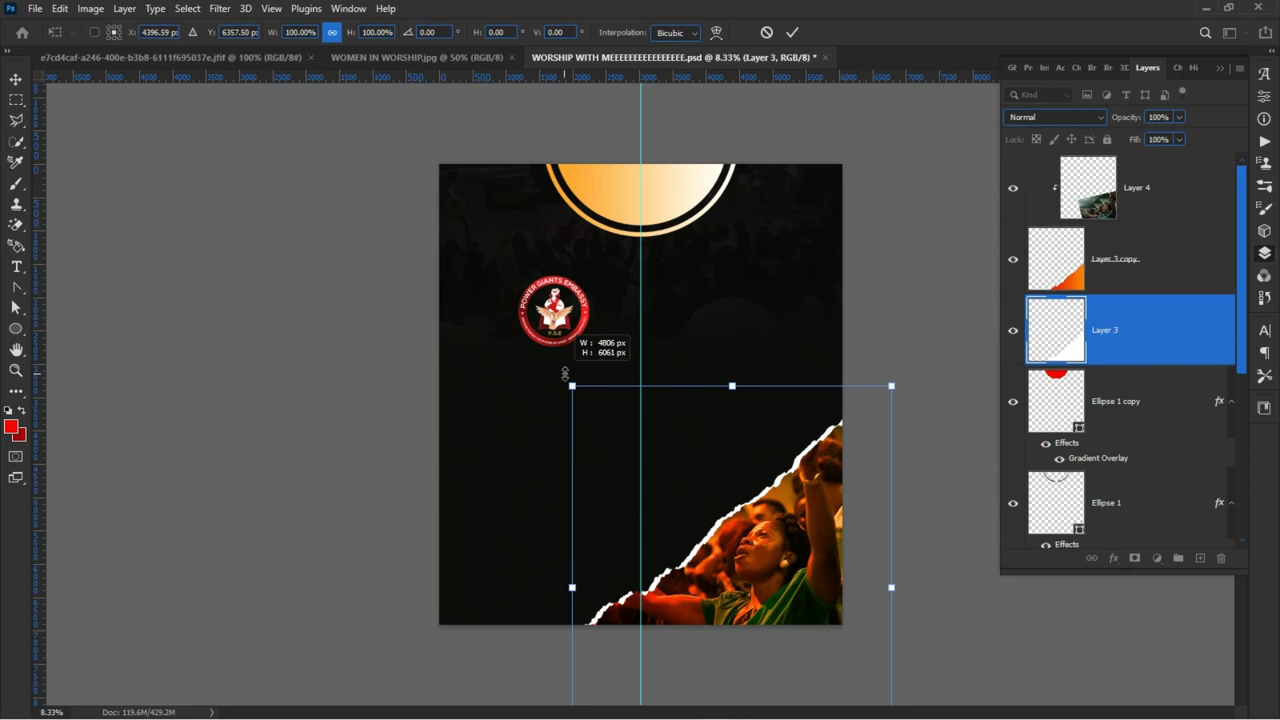 File Edit Image Layer Type Select Filter 3D View Plugins Window Help
X: 4396.59 px Y: 6357.50 px W: 100.00% H: 100.00% 0.00 H: 0.00 V: 0.00 Interpolation: Bicubic
e7cd4caf-a246-400e-b3b8-6111f695037e.jfif @ 100% (RGB/8#) × WOMEN IN WORSHIP.jpg @ 50% (RGB/8) × WORSHIP WITH MEEEEEEEEEEEEEEEE.psd @ 8.33% (Layer 3, RGB/8) * ×
Layers
Hi
Kind
Normal
Opacity: 100%
Lock:
Fill: 100%
Layer 4
Layer 3 copy
Layer 3
Ellipse 1 copy
fx
Effects
Gradient Overlay
Ellipse 1
fx
Effects
POWER GIANTS EMBASSY
P.G.E
W : 4806 px
H : 6061 px
8.33% Doc: 119.6M/429.2M